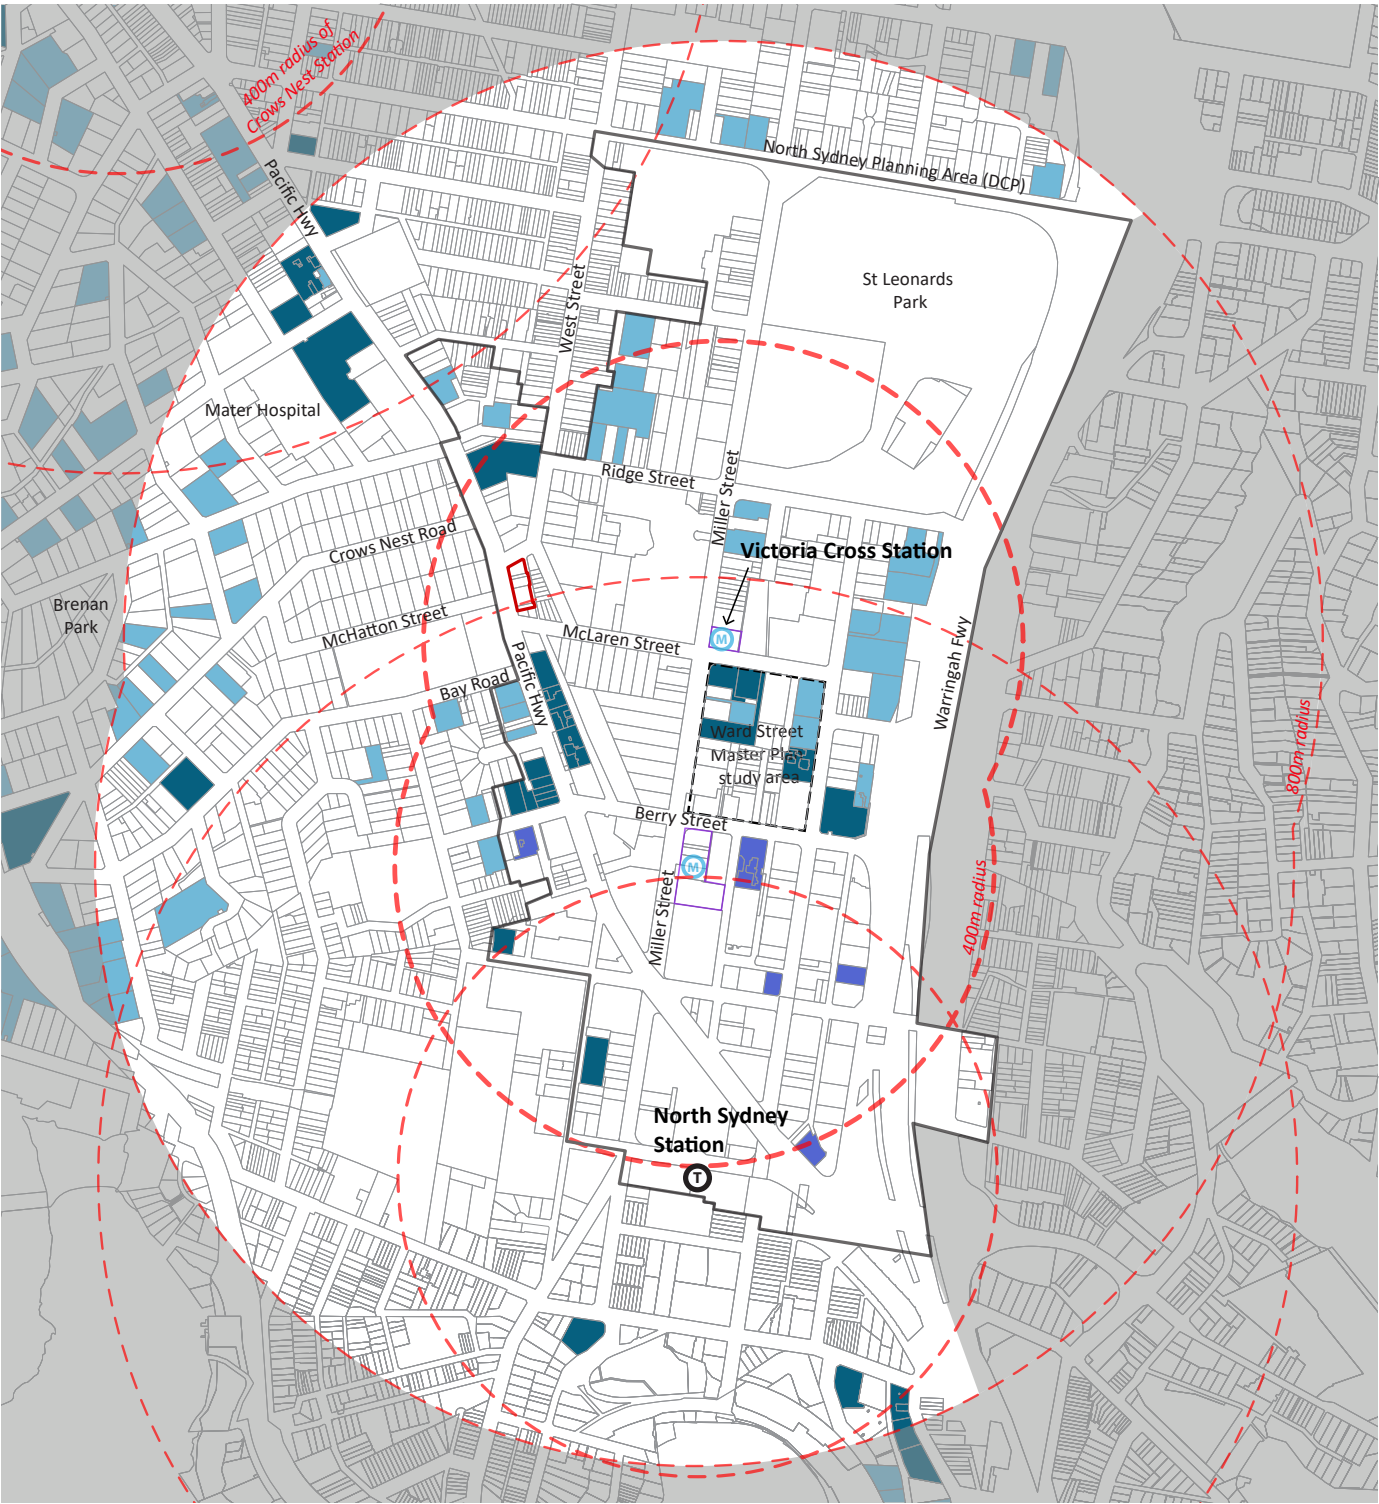 400m radius of
Crows Nest Station
Pacific Hwy
North Sydney Planning Area (DCP)
St Leonards
Park
West Street
Mater Hospital
Ridge Street
Miller Street
Crows Nest Road
Victoria Cross Station
Brenan
Park
McHatton Street
McLaren Street
M
Pacific Hwy
Bay Road
Warringah Fwy
Ward Street
Master Plan
study area
800m radius
Berry Street
M
Miller Street
400m radius
North Sydney
Station
T